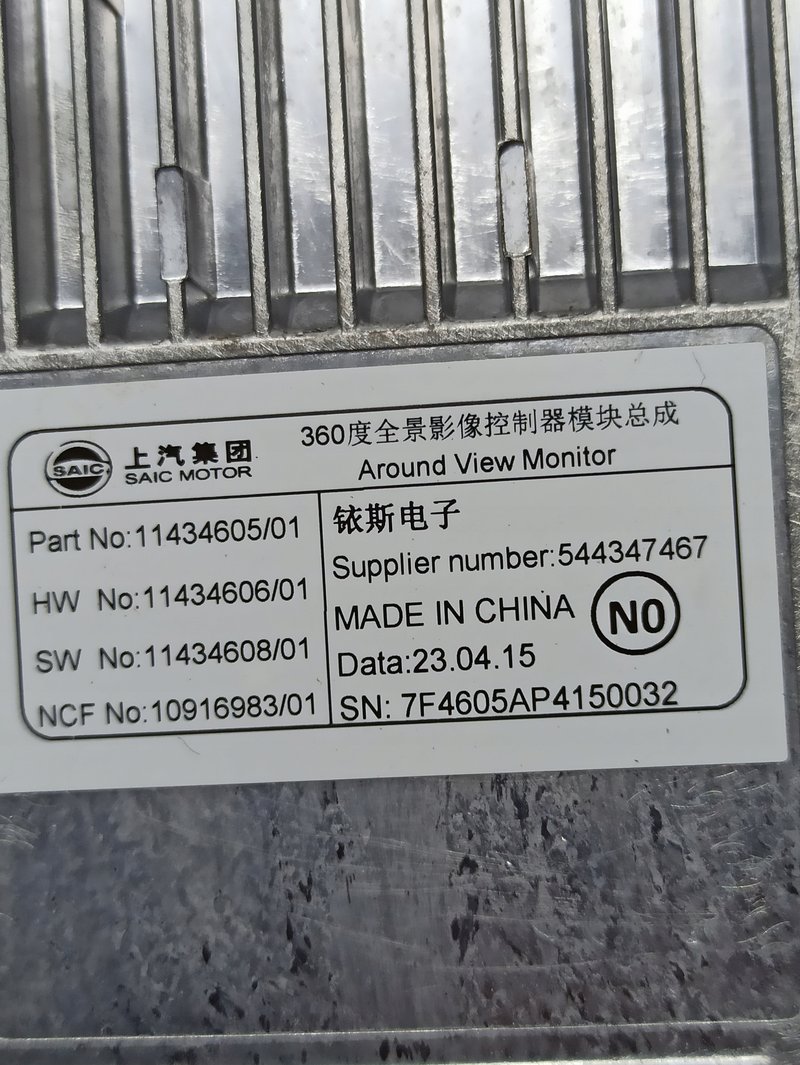 SAIC
上汽集团
SAIC MOTOR
360度全景影像控制器模块总成
Around View Monitor
Part No:11434605/01
HW No:11434606/01
SW No:11434608/01
NCF No:10916983/01
铱斯电子
Supplier number:544347467
MADE IN CHINA
N0
Data:23.04.15
SN: 7F4605AP4150032